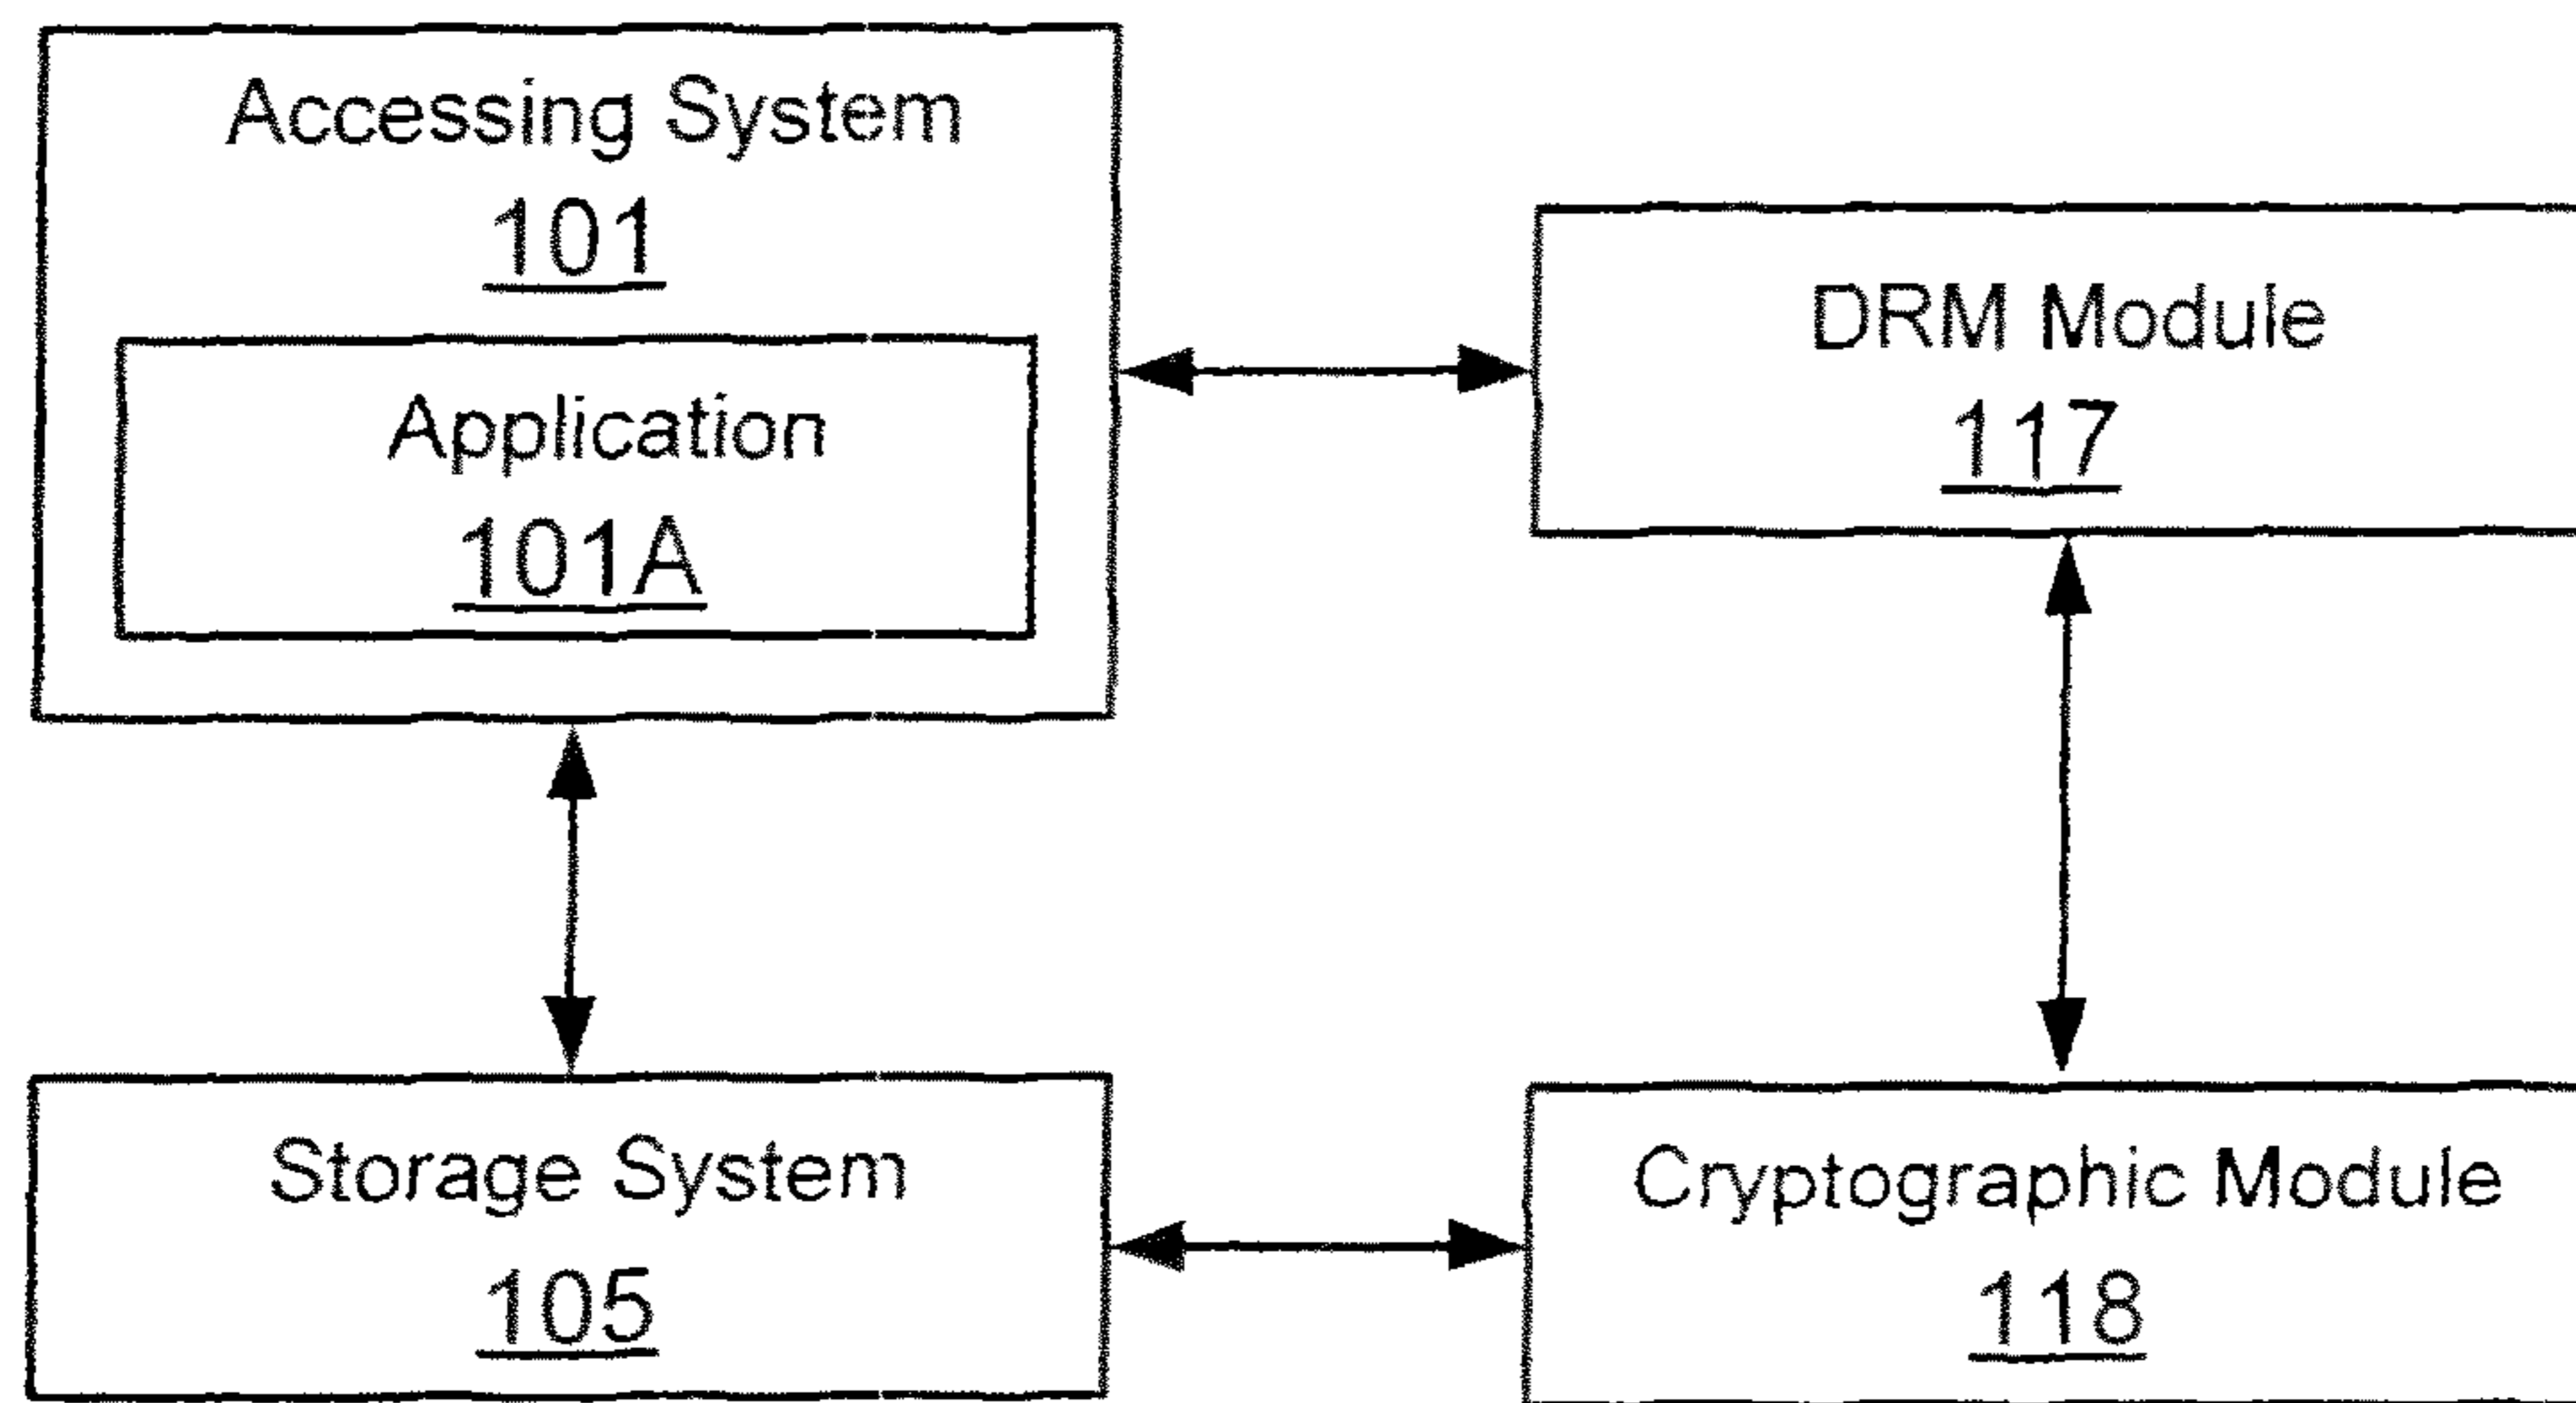 Accessing System
101
Application
101A
DRM Module
117
Storage System
105
Cryptographic Module
118